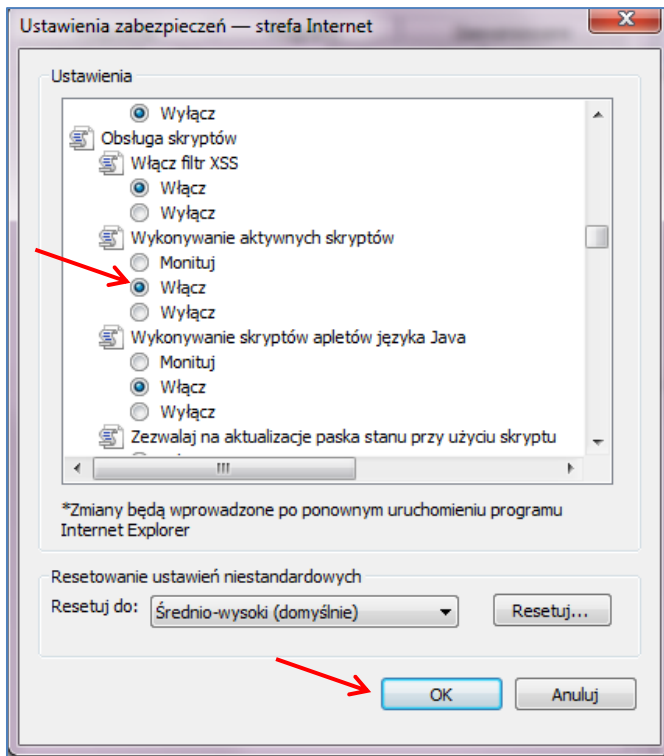 Ustawienia zabezpieczeń — strefa Internet
Ustawienia
Wyłącz
Obsługa skryptów
Włącz filtr XSS
Włącz
Wyłącz
Wykonywanie aktywnych skryptów
Monituj
Włącz
Wyłącz
Wykonywanie skryptów apletów języka Java
Monituj
Włącz
Wyłącz
Zezwalaj na aktualizacje paska stanu przy użyciu skryptu
*Zmiany będą wprowadzone po ponownym uruchomieniu programu
Internet Explorer
Resetowanie ustawień niestandardowych
Resetuj do: Średnio-wysoki (domyślnie) Resetuj...
OK Anuluj